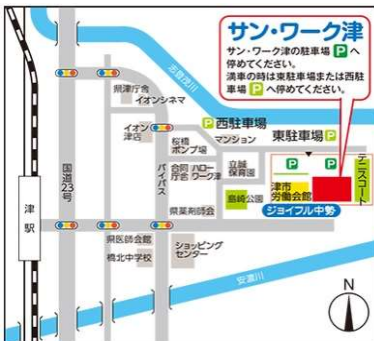 サン・ワーク津
サン・ワーク津の駐車場 P へ
停めてください。
満車の時は東駐車場または西駐
車場 P へ停めてください。
志登茂川
県津庁舎
イオンシネマ
イオン
津店
P 西駐車場
マンション
東駐車場 P
桜橋
ポンプ場
合同
庁舎
ハロー
ワーク津
立誠
保育園
P
P
テニスコート
国道23号
バイパス
島崎公園
津市
労働会館
県薬剤師会
ジョイフル中勢
津駅
県医師会館
橋北中学校
ショッピング
センター
安濃川
N